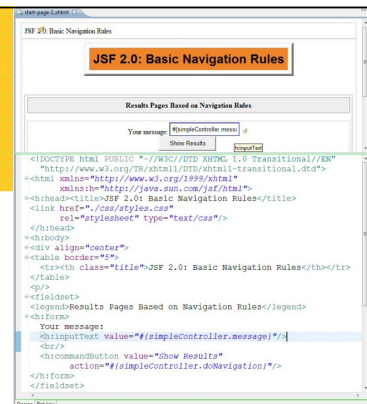 start-page-1.xhtml
JSF 2.0: Basic Navigation Rules
JSF 2.0: Basic Navigation Rules
Results Pages Based on Navigation Rules
Your message: #{simpleController.messa
Show Results
h:inputText
<!DOCTYPE html PUBLIC "-//W3C//DTD XHTML 1.0 Transitional//EN"
"http://www.w3.org/TR/xhtml1/DTD/xhtml1-transitional.dtd">
<html xmlns="http://www.w3.org/1999/xhtml"
xmlns:h="http://java.sun.com/jsf/html">
<h:head><title>JSF 2.0: Basic Navigation Rules</title>
<link href="./css/styles.css"
rel="stylesheet" type="text/css"/>
</h:head>
<h:body>
<div align="center">
<table border="5">
<tr><th class="title">JSF 2.0: Basic Navigation Rules</th></tr>
</table>
<p/>
<fieldset>
<legend>Results Pages Based on Navigation Rules</legend>
<h:form>
Your message:
<h:inputText value="#{simpleController.message}"/>
<br/>
<h:commandButton value="Show Results"
action="#{simpleController.doNavigation}"/>
</h:form>
</fieldset>
Design Preview